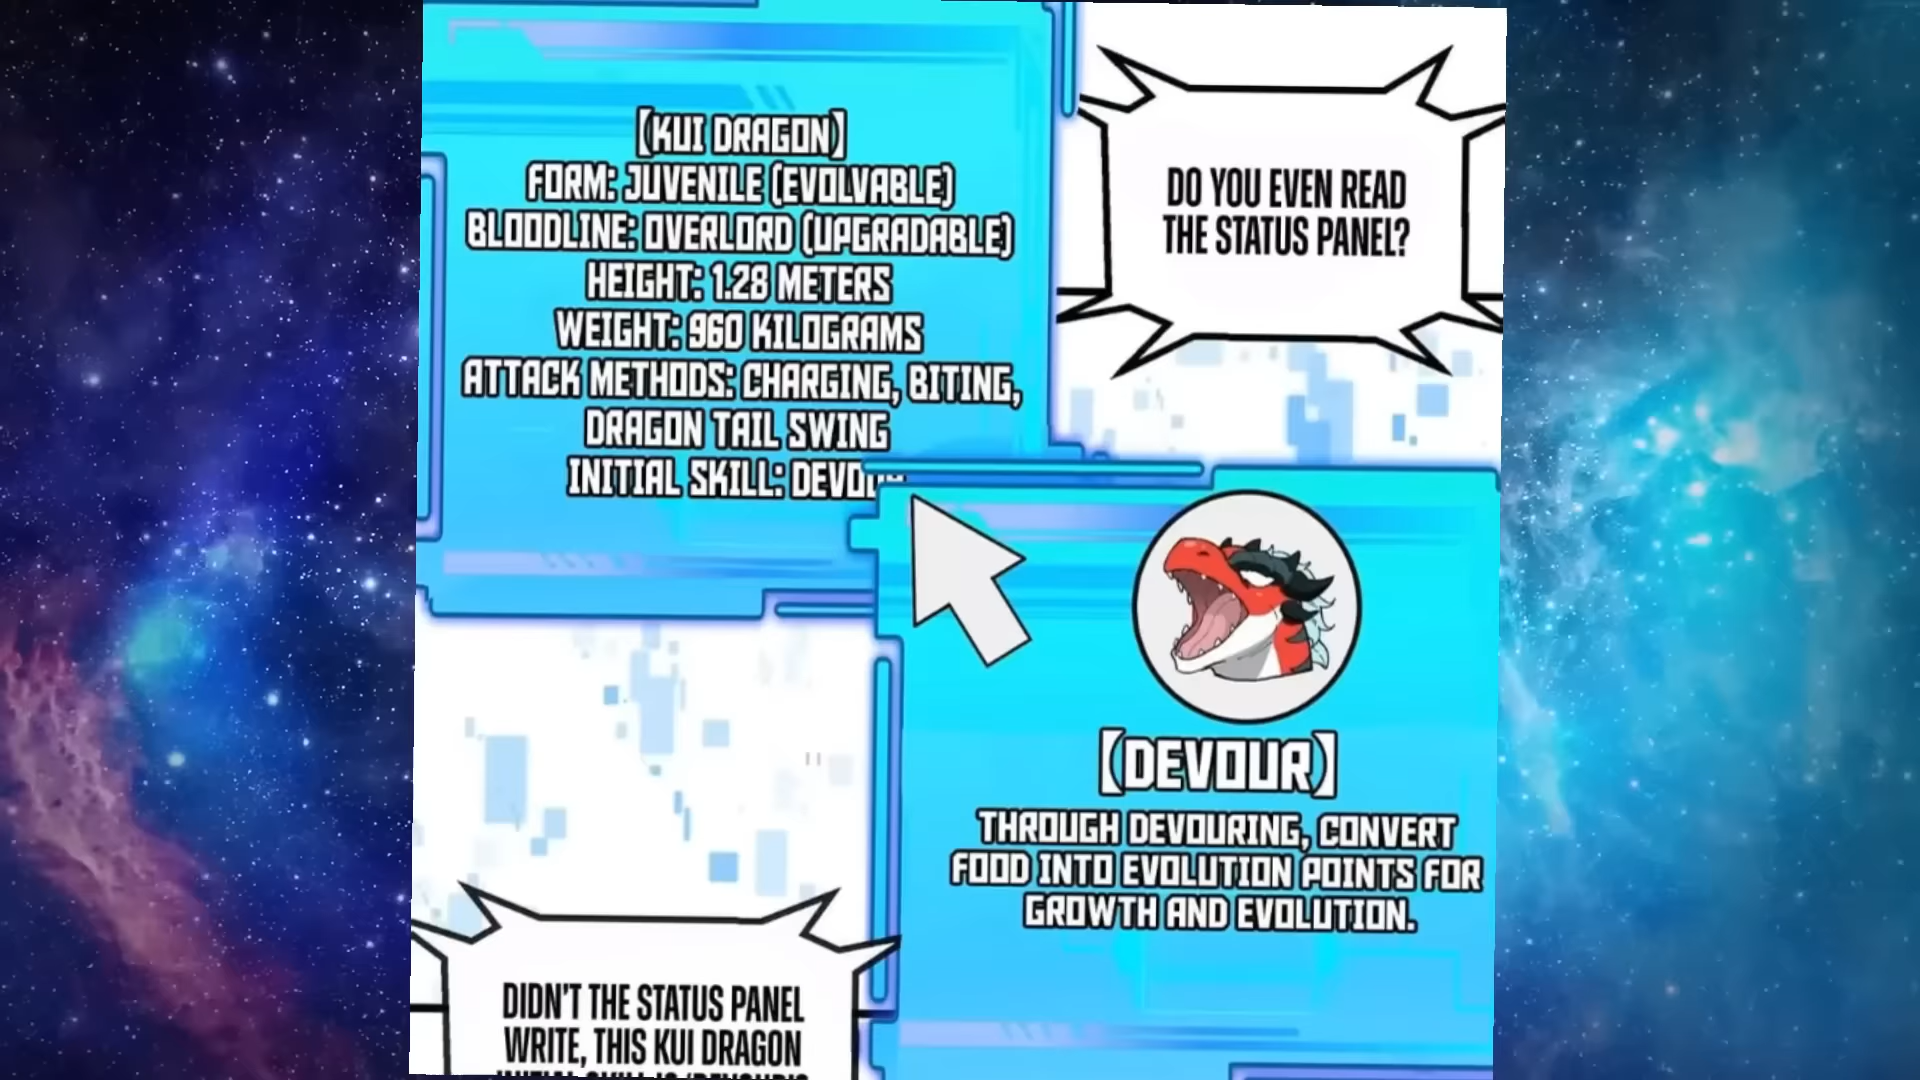 【KUI DRAGON】
FORM: JUVENILE (EVOLVABLE)
BLOODLINE: OVERLORD (UPGRADABLE)
HEIGHT: 1.28 METERS
WEIGHT: 960 KILOGRAMS
ATTACK METHODS: CHARGING, BITING,
DRAGON TAIL SWING
INITIAL SKILL: DEVOUR
DO YOU EVEN READ
THE STATUS PANEL?
【DEVOUR】
THROUGH DEVOURING, CONVERT
FOOD INTO EVOLUTION POINTS FOR
GROWTH AND EVOLUTION.
DIDN'T THE STATUS PANEL
WRITE, THIS KUI DRAGON